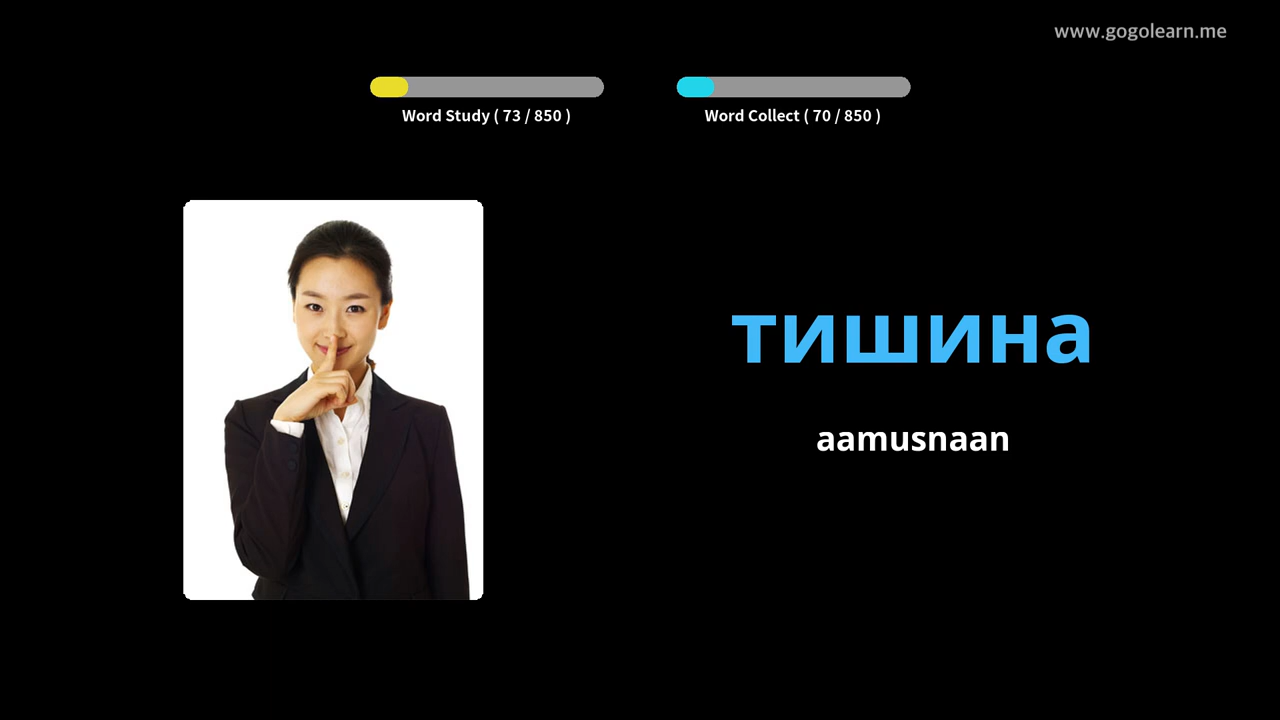 www.gogolearn.me
Word Study ( 73 / 850 )
Word Collect ( 70 / 850 )
тишина
aamusnaan